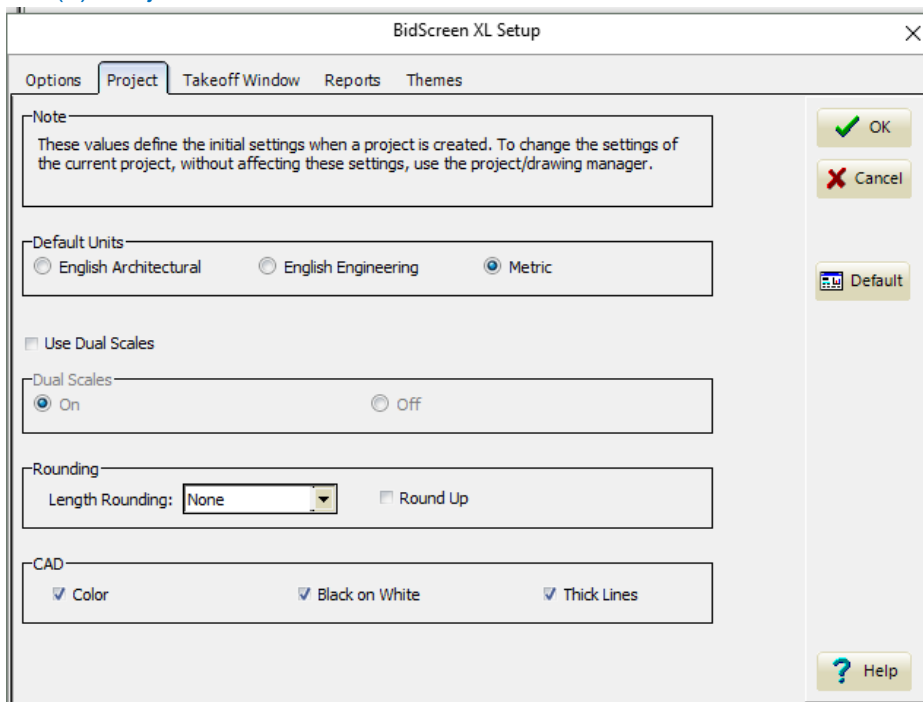 BidScreen XL Setup
Options Project Takeoff Window Reports Themes
Note
These values define the initial settings when a project is created. To change the settings of
the current project, without affecting these settings, use the project/drawing manager.
OK
Cancel
Default Units
English Architectural English Engineering Metric
Default
Use Dual Scales
Dual Scales
On Off
Rounding
Length Rounding: None Round Up
CAD
Color Black on White Thick Lines
Help